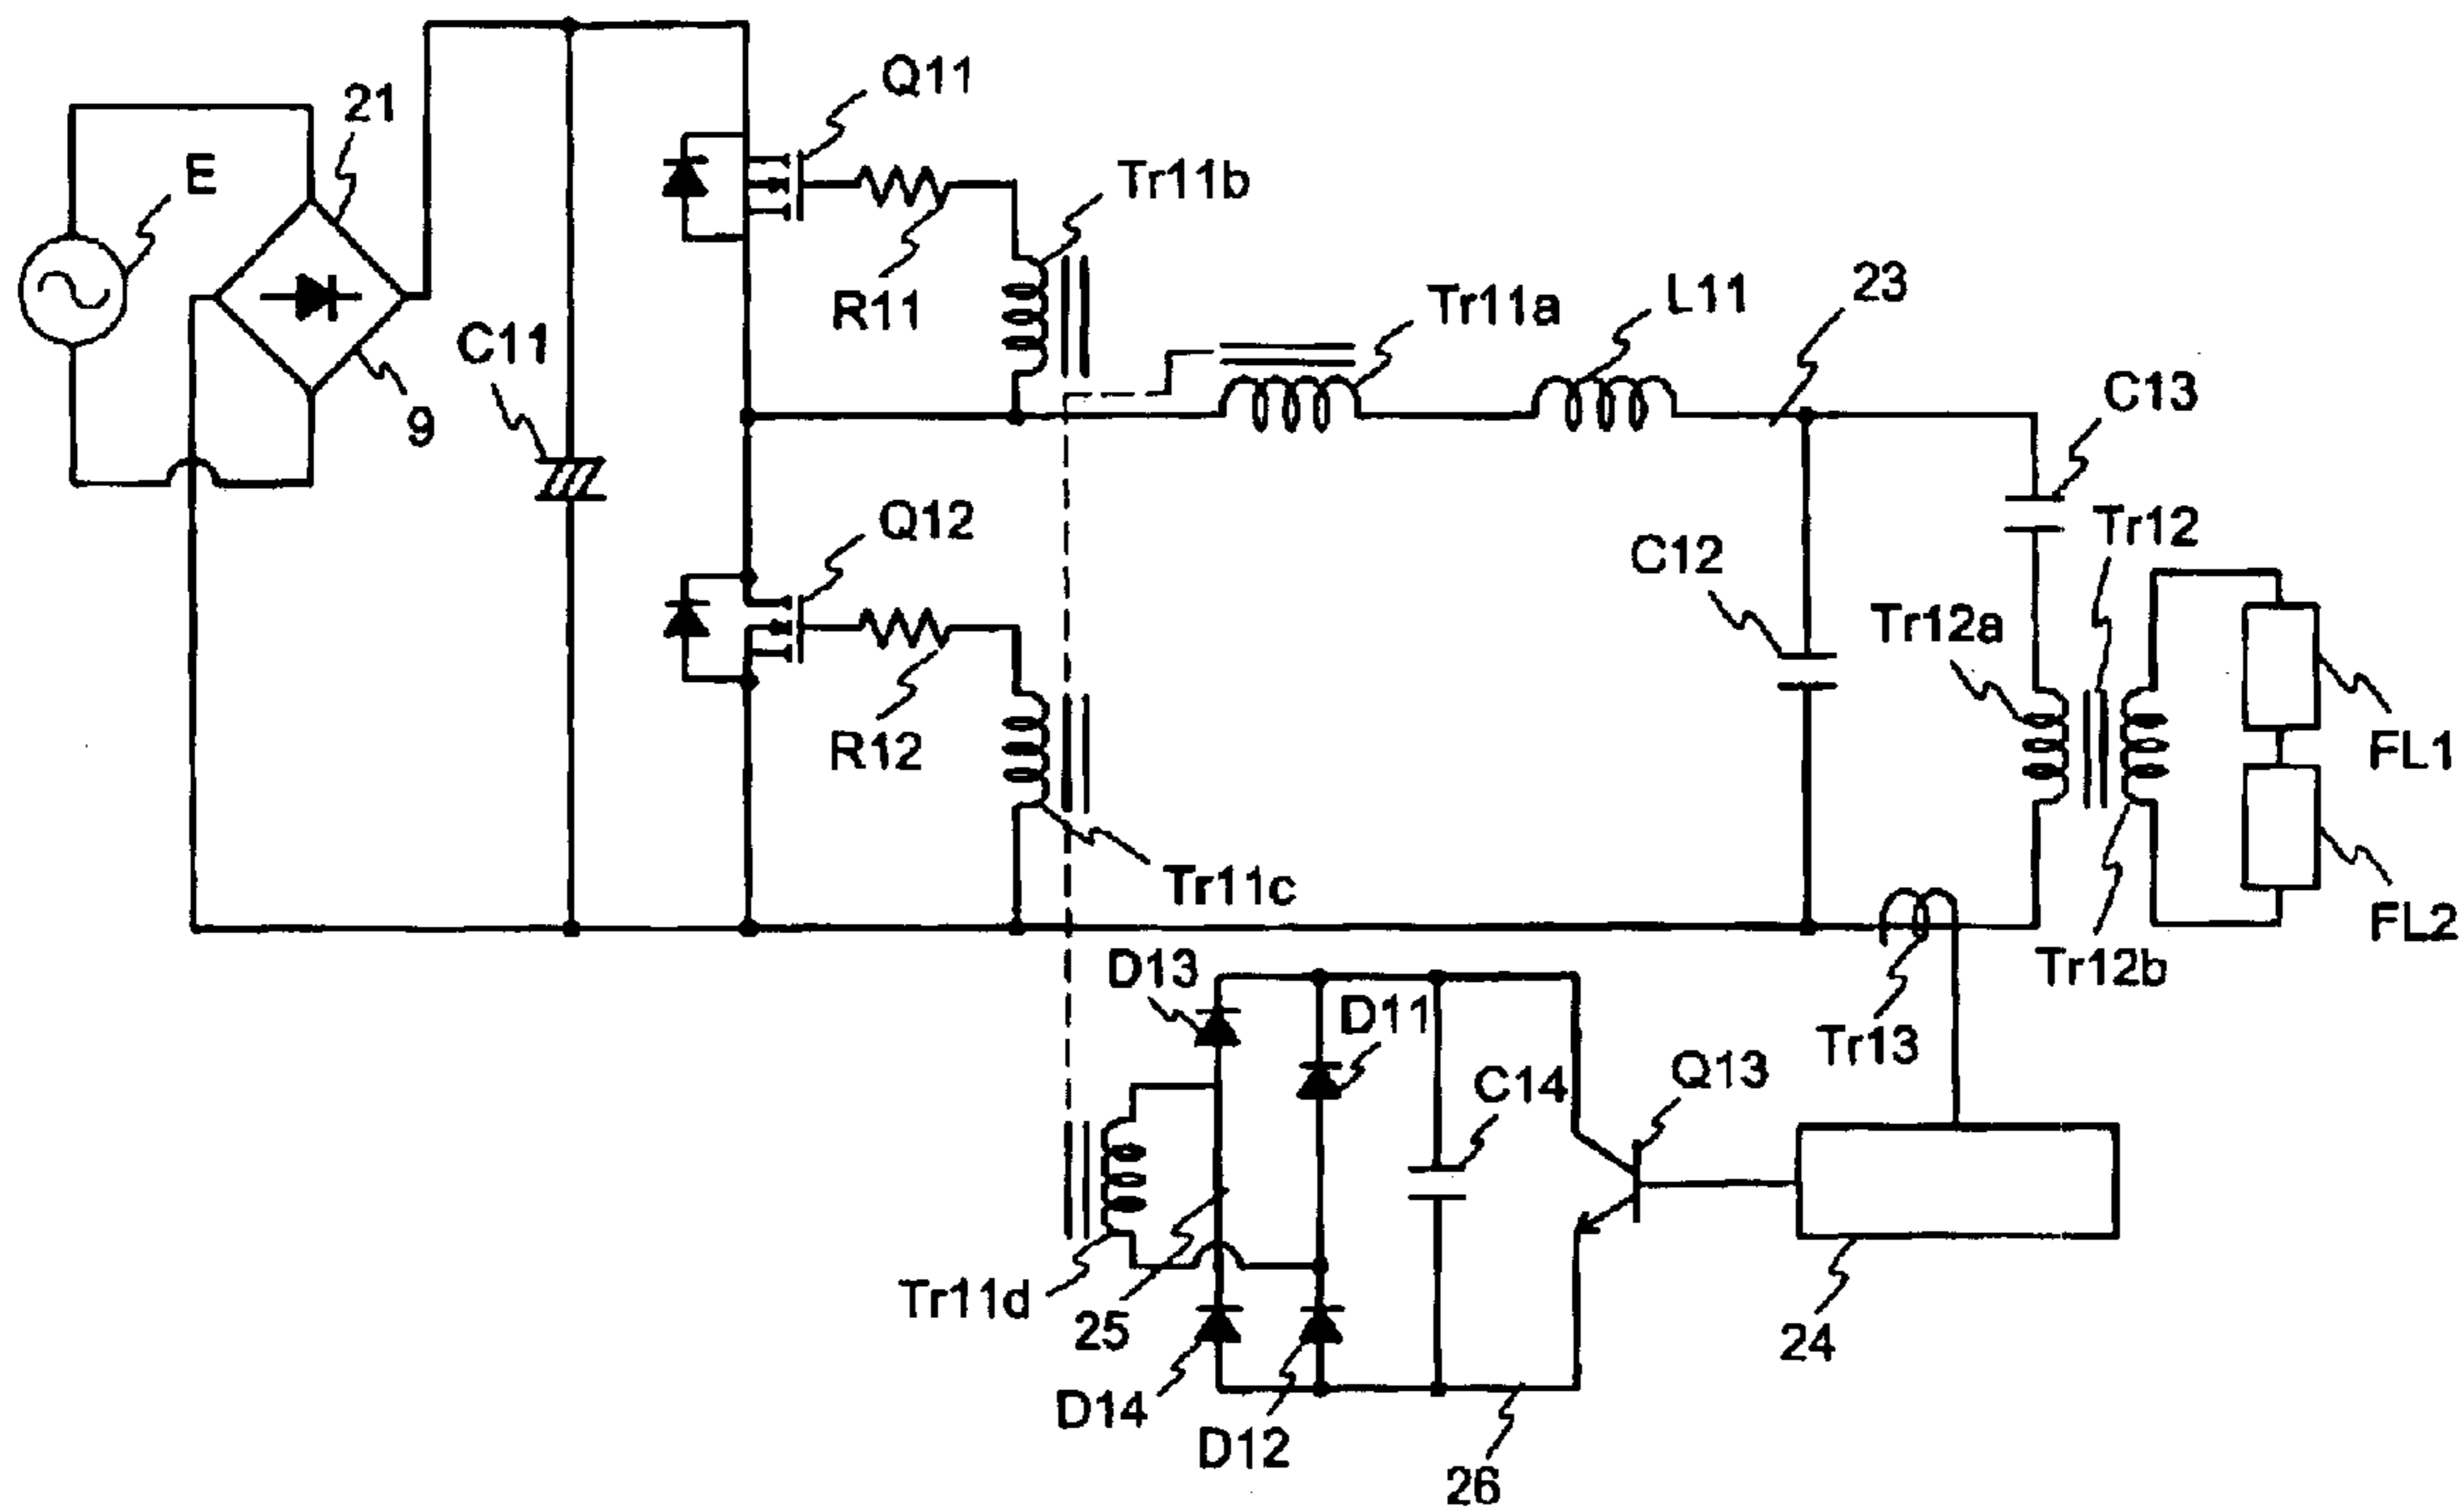 Q11
21
E
Tr11b
R11
Tr11a
L11
23
C11
C13
9
Q12
Tr12
C12
Tr12a
R12
FL1
Tr11c
FL2
D13
Tr12b
D11
Tr13
C14
Q13
Tr11d
25
24
D14
D12
26